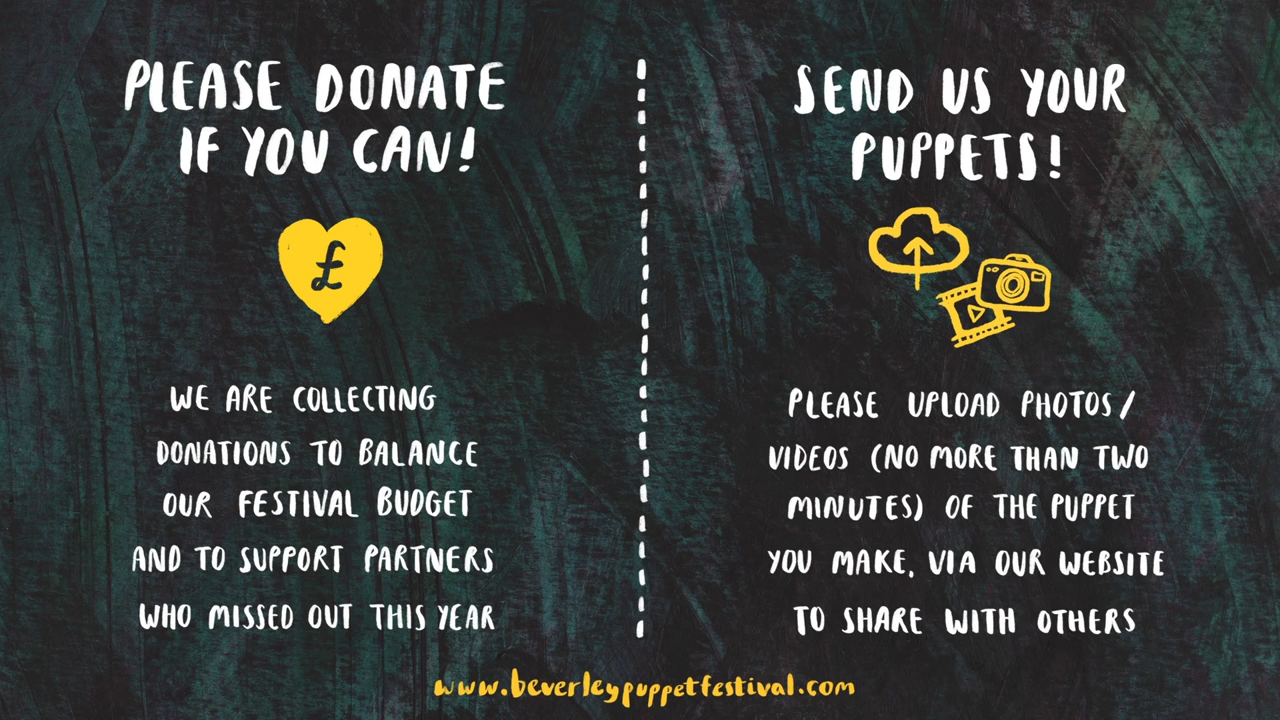 PLEASE DONATE
IF YOU CAN!
£
WE ARE COLLECTING
DONATIONS TO BALANCE
OUR FESTIVAL BUDGET
AND TO SUPPORT PARTNERS
WHO MISSED OUT THIS YEAR
SEND US YOUR
PUPPETS!
PLEASE UPLOAD PHOTOS/
VIDEOS (NO MORE THAN TWO
MINUTES) OF THE PUPPET
YOU MAKE, VIA OUR WEBSITE
TO SHARE WITH OTHERS
www.beverleypuppetfestival.com